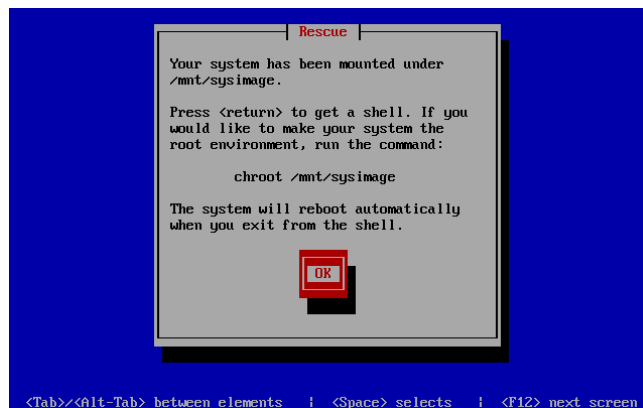 Rescue
Your system has been mounted under
/mnt/sysimage.
Press <return> to get a shell. If you
would like to make your system the
root environment, run the command:
chroot /mnt/sysimage
The system will reboot automatically
when you exit from the shell.
OK
<Tab>/<Alt-Tab> between elements | <Space> selects | <F12> next screen